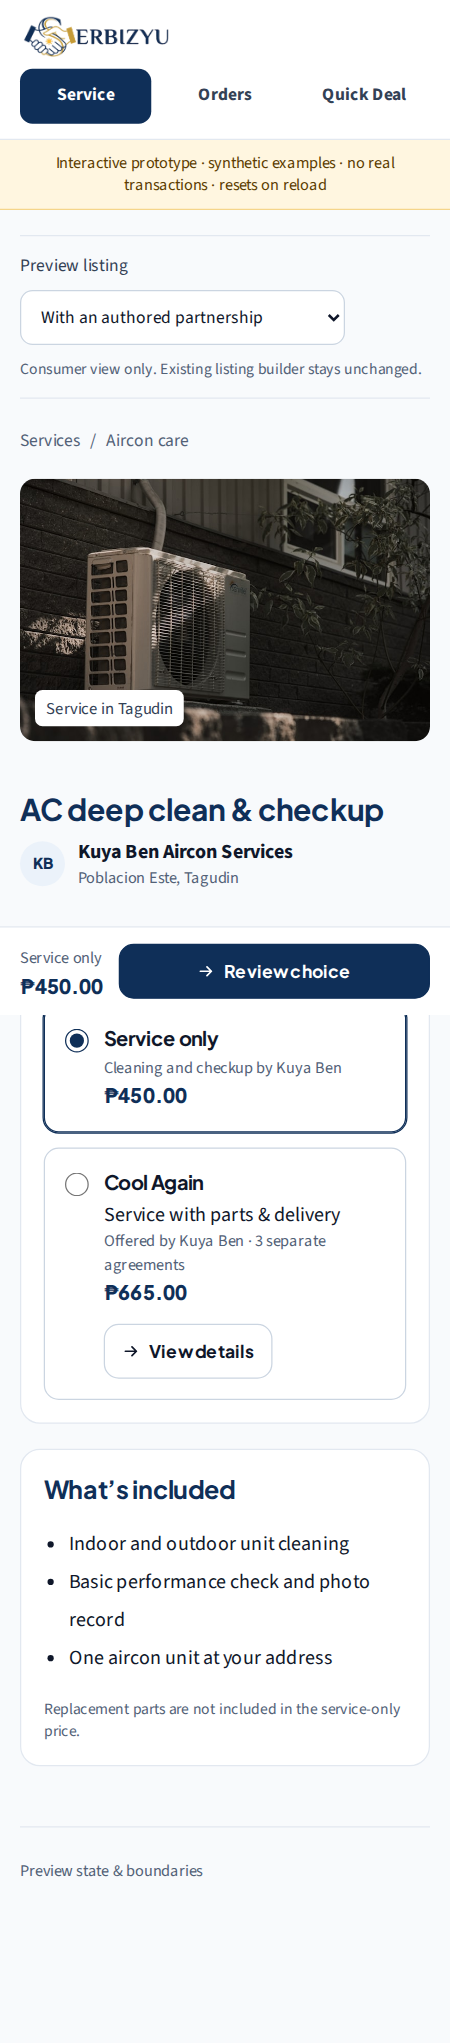 ERBIZYU
Service
Orders
Quick Deal
Interactive prototype · synthetic examples · no real
transactions · resets on reload
Preview listing
With an authored partnership
Consumer view only. Existing listing builder stays unchanged.
Services / Aircon care
Service in Tagudin
AC deep clean & checkup
KB
Kuya Ben Aircon Services
Poblacion Este, Tagudin
Service only
₱450.00
→ Review choice
Service only
Cleaning and checkup by Kuya Ben
₱450.00
Cool Again
Service with parts & delivery
Offered by Kuya Ben · 3 separate
agreements
₱665.00
→ View details
What’s included
• Indoor and outdoor unit cleaning
• Basic performance check and photo
record
• One aircon unit at your address
Replacement parts are not included in the service-only
price.
Preview state & boundaries